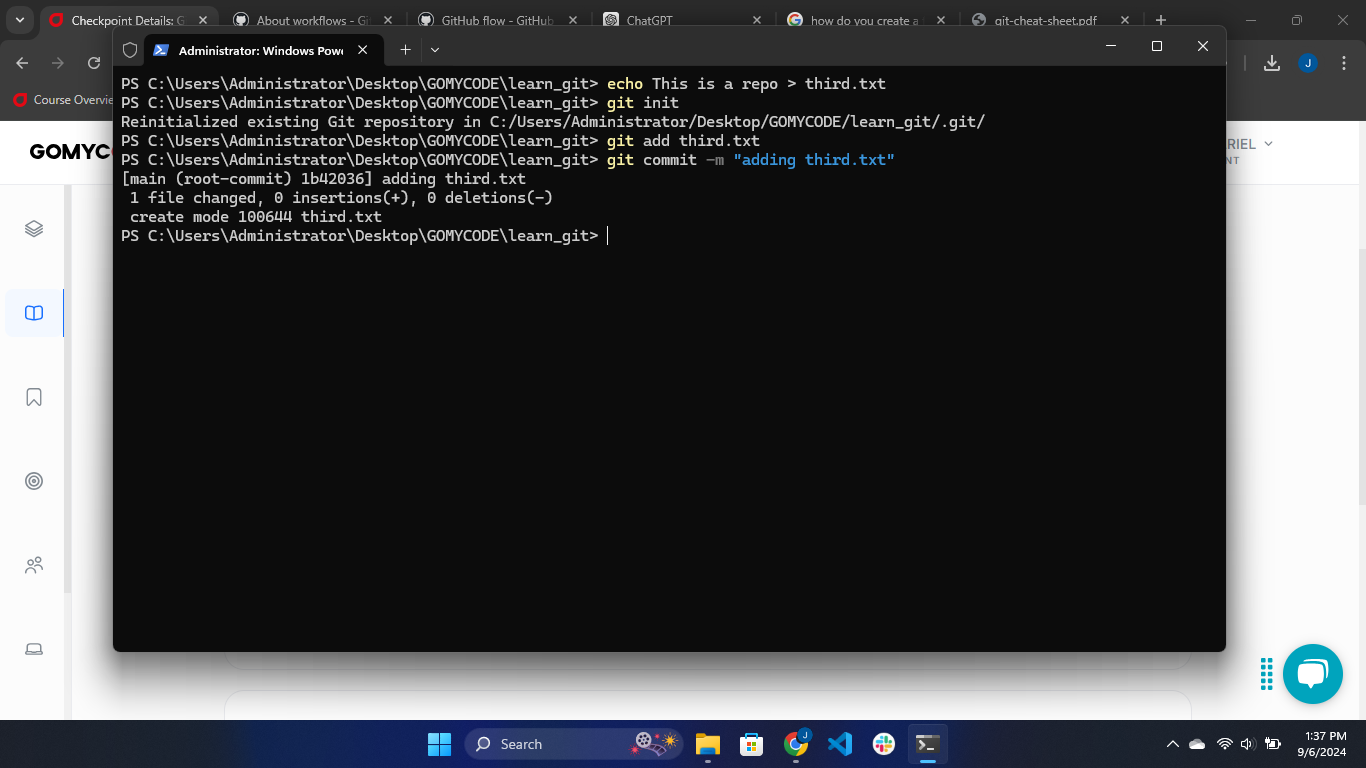 Checkpoint Details: G
About workflows - Gi
GitHub flow - GitHub
ChatGPT
how do you create a
git-cheat-sheet.pdf
Administrator: Windows Powe
J
Course Overvie
GOMYC
RIEL
NT
PS C:\Users\Administrator\Desktop\GOMYCODE\learn_git> echo This is a repo > third.txt
PS C:\Users\Administrator\Desktop\GOMYCODE\learn_git> git init
Reinitialized existing Git repository in C:/Users/Administrator/Desktop/GOMYCODE/learn_git/.git/
PS C:\Users\Administrator\Desktop\GOMYCODE\learn_git> git add third.txt
PS C:\Users\Administrator\Desktop\GOMYCODE\learn_git> git commit -m "adding third.txt"
[main (root-commit) 1b42036] adding third.txt
 1 file changed, 0 insertions(+), 0 deletions(-)
 create mode 100644 third.txt
PS C:\Users\Administrator\Desktop\GOMYCODE\learn_git>
Search
J
1:37 PM
9/6/2024